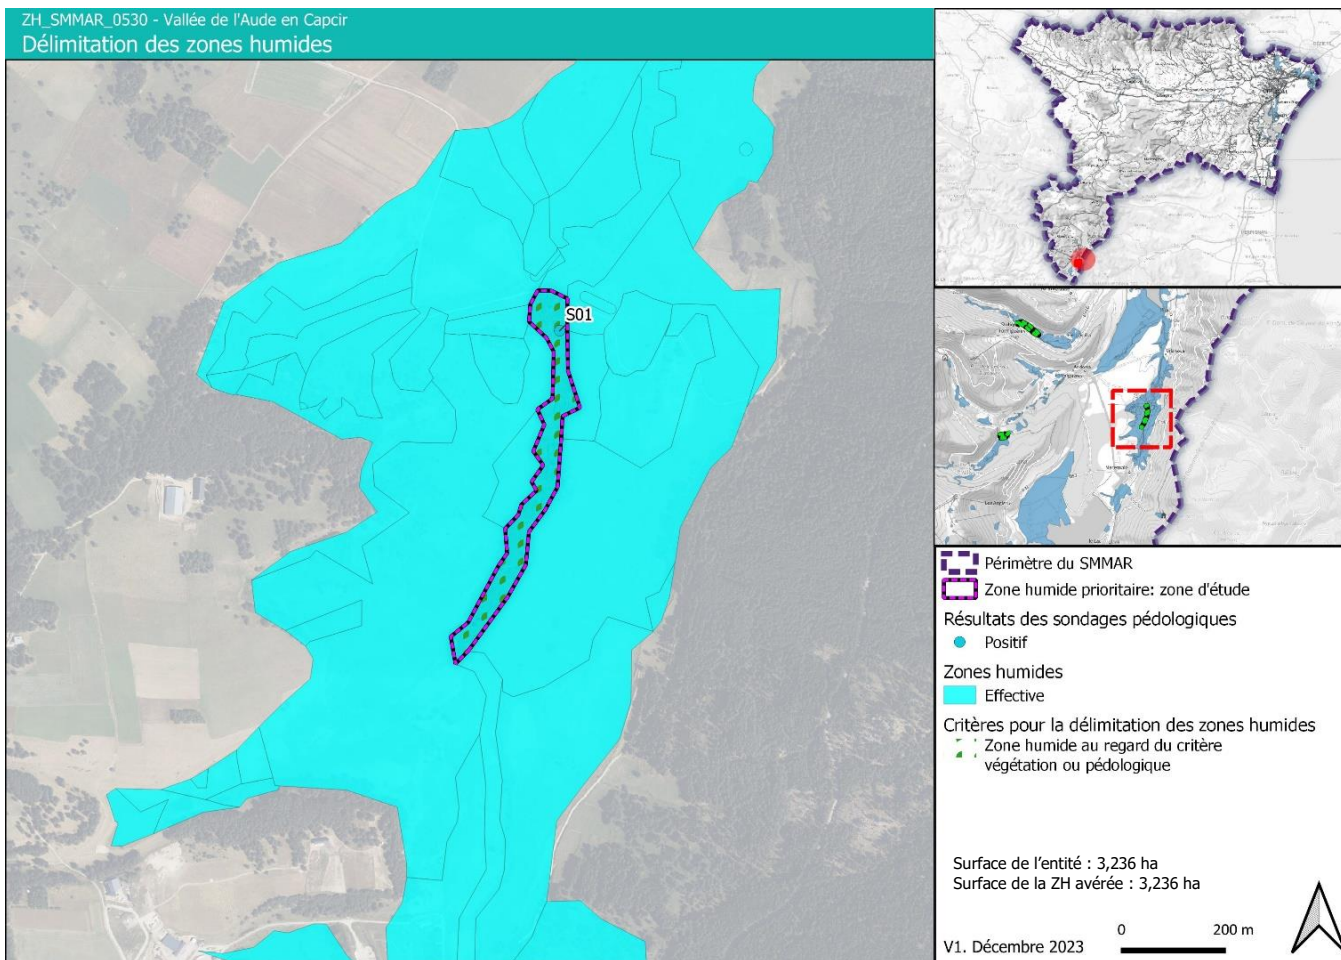 ZH_SMMAR_0530 - Vallée de l'Aude en Capcir
Délimitation des zones humides
S01
Périmètre du SMMAR
Zone humide prioritaire: zone d'étude
Résultats des sondages pédologiques
Positif
Zones humides
Effective
Critères pour la délimitation des zones humides
Zone humide au regard du critère
végétation ou pédologique
Surface de l'entité : 3,236 ha
Surface de la ZH avérée : 3,236 ha
0 200 m
V1. Décembre 2023